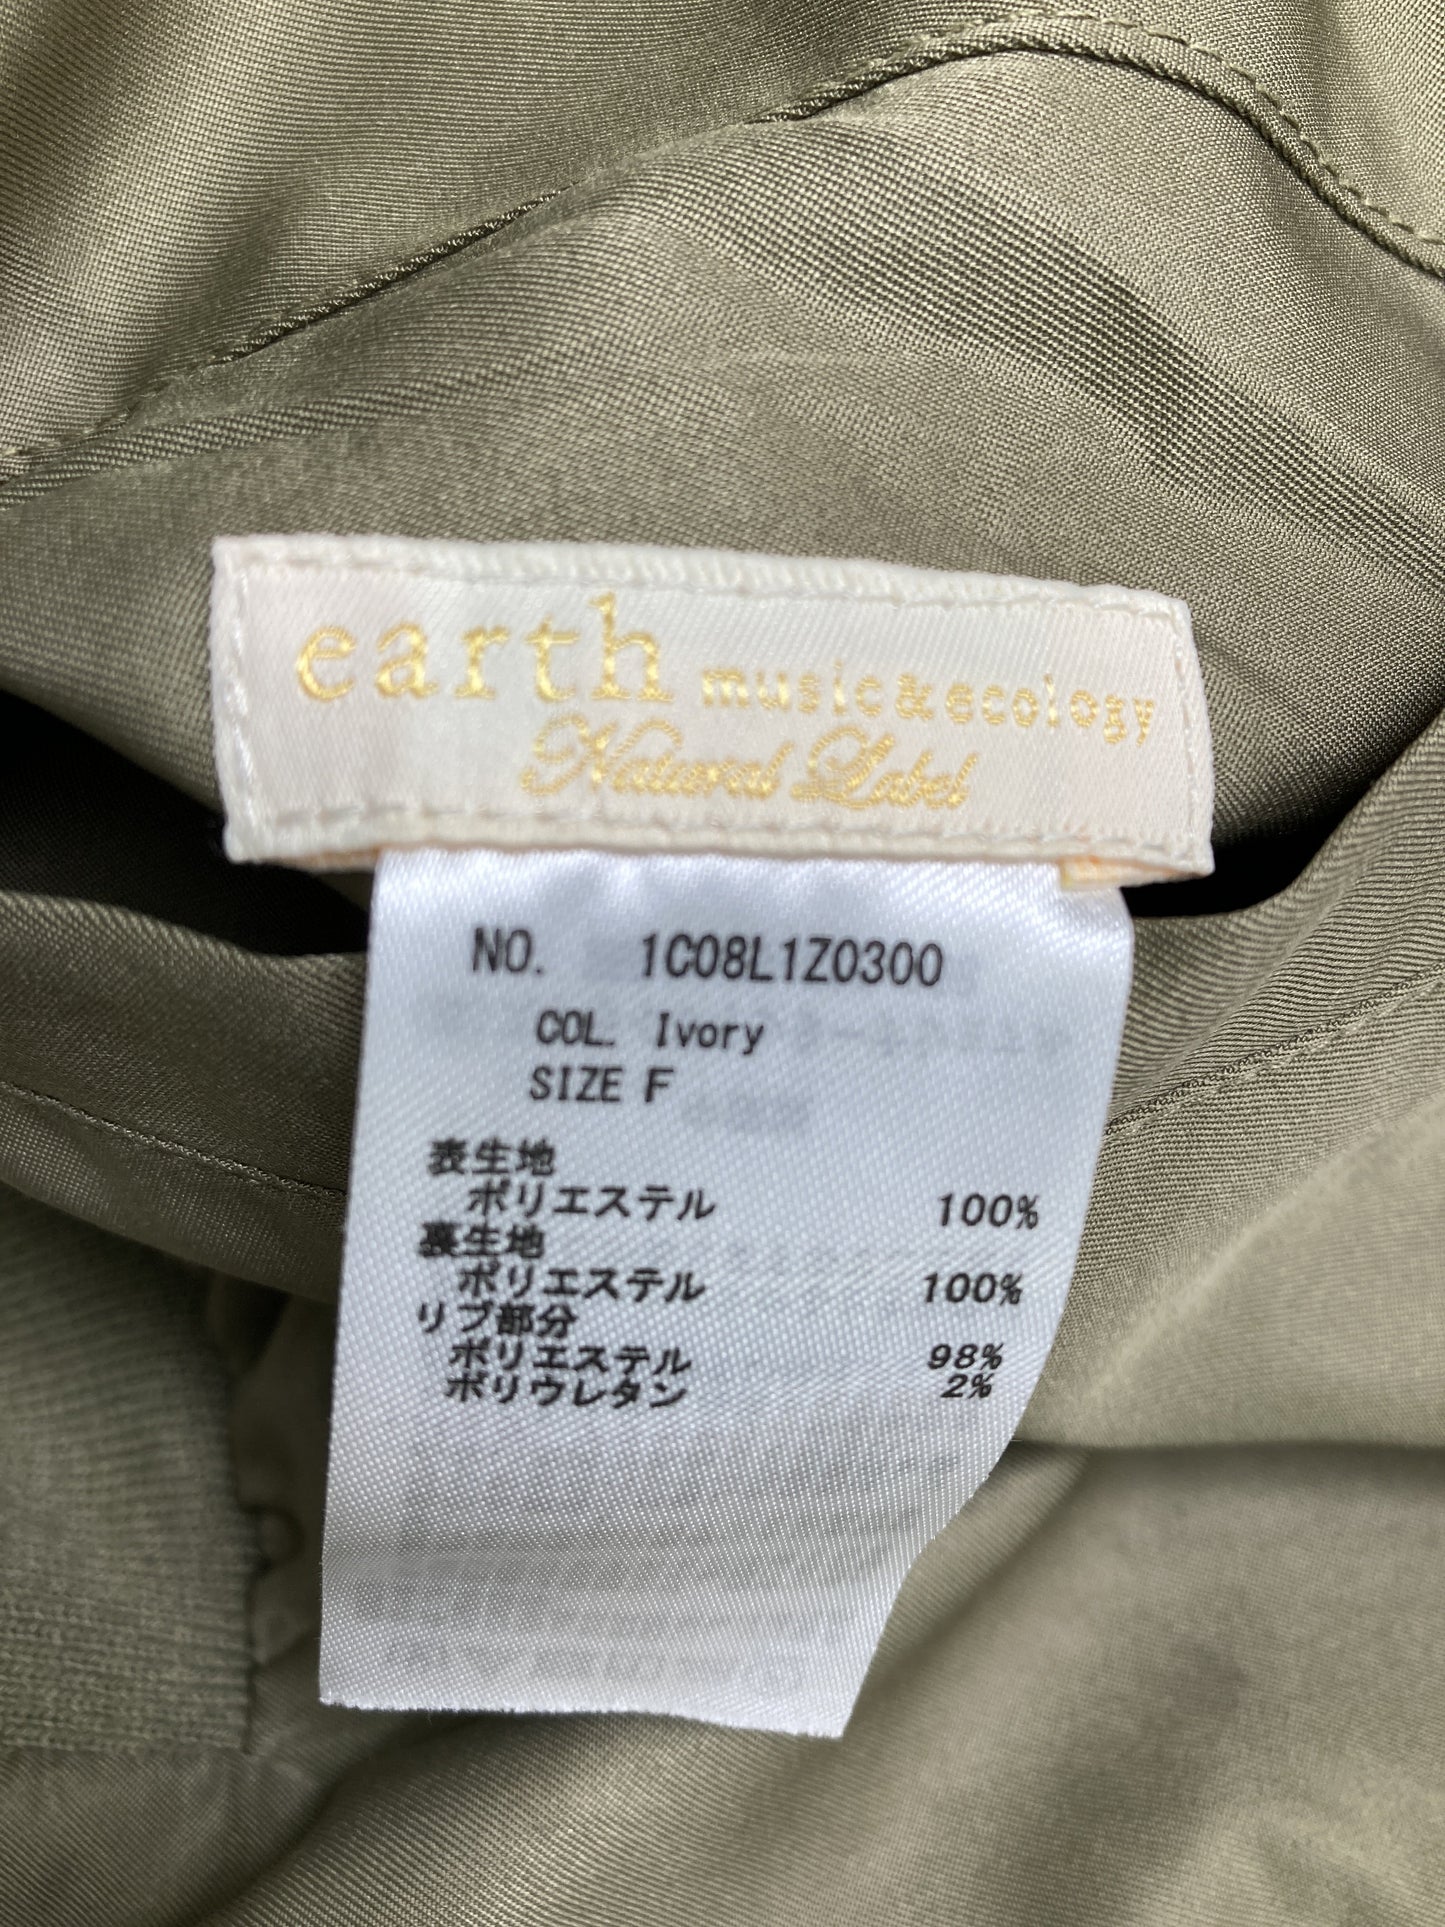 earth music&ecology
Natural Label
NO. 1C08L1Z0300
COL. Ivory
SIZE F
表生地
ポリエステル 100%
裏生地
ポリエステル 100%
リブ部分
ポリエステル 98%
ポリウレタン 2%